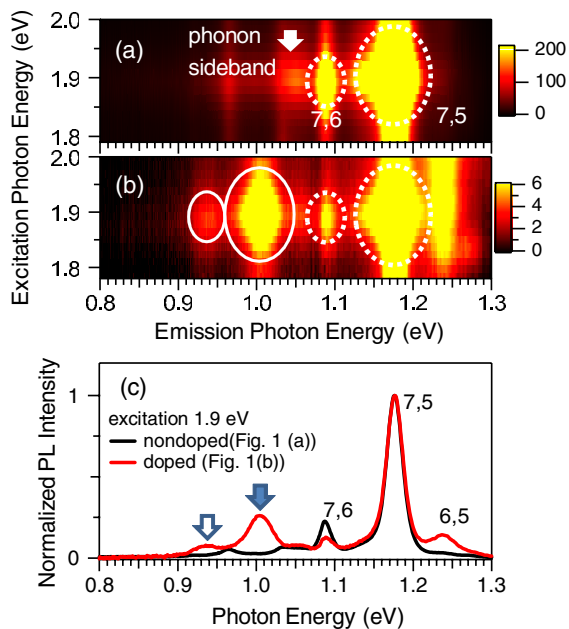 Excitation Photon Energy (eV)
2.0
1.9
1.8
(a)
phonon
sideband
7,6
7,5
200
100
0
2.0
1.9
1.8
(b)
6
4
2
0
0.8 0.9 1.0 1.1 1.2 1.3
Emission Photon Energy (eV)
Normalized PL Intensity
1
0
(c)
excitation 1.9 eV
nondoped(Fig. 1 (a))
doped (Fig. 1(b))
7,6
7,5
6,5
0.8 0.9 1.0 1.1 1.2 1.3
Photon Energy (eV)